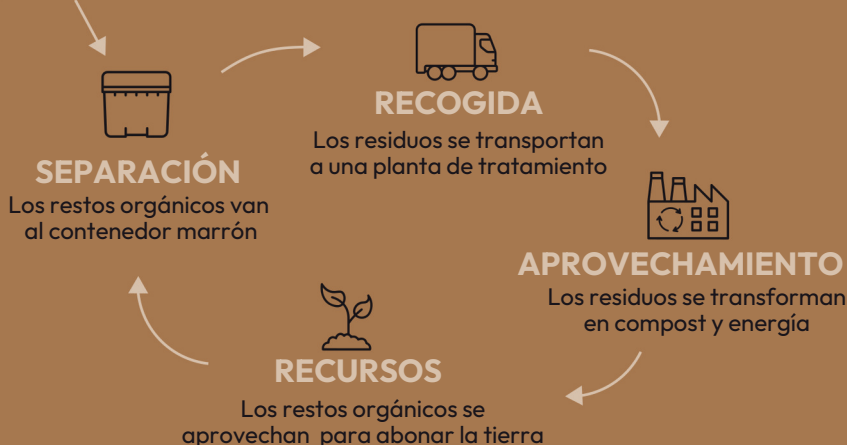 SEPARACIÓN
Los restos orgánicos van
al contenedor marrón
RECOGIDA
Los residuos se transportan
a una planta de tratamiento
APROVECHAMIENTO
Los residuos se transforman
en compost y energía
RECURSOS
Los restos orgánicos se
aprovechan para abonar la tierra